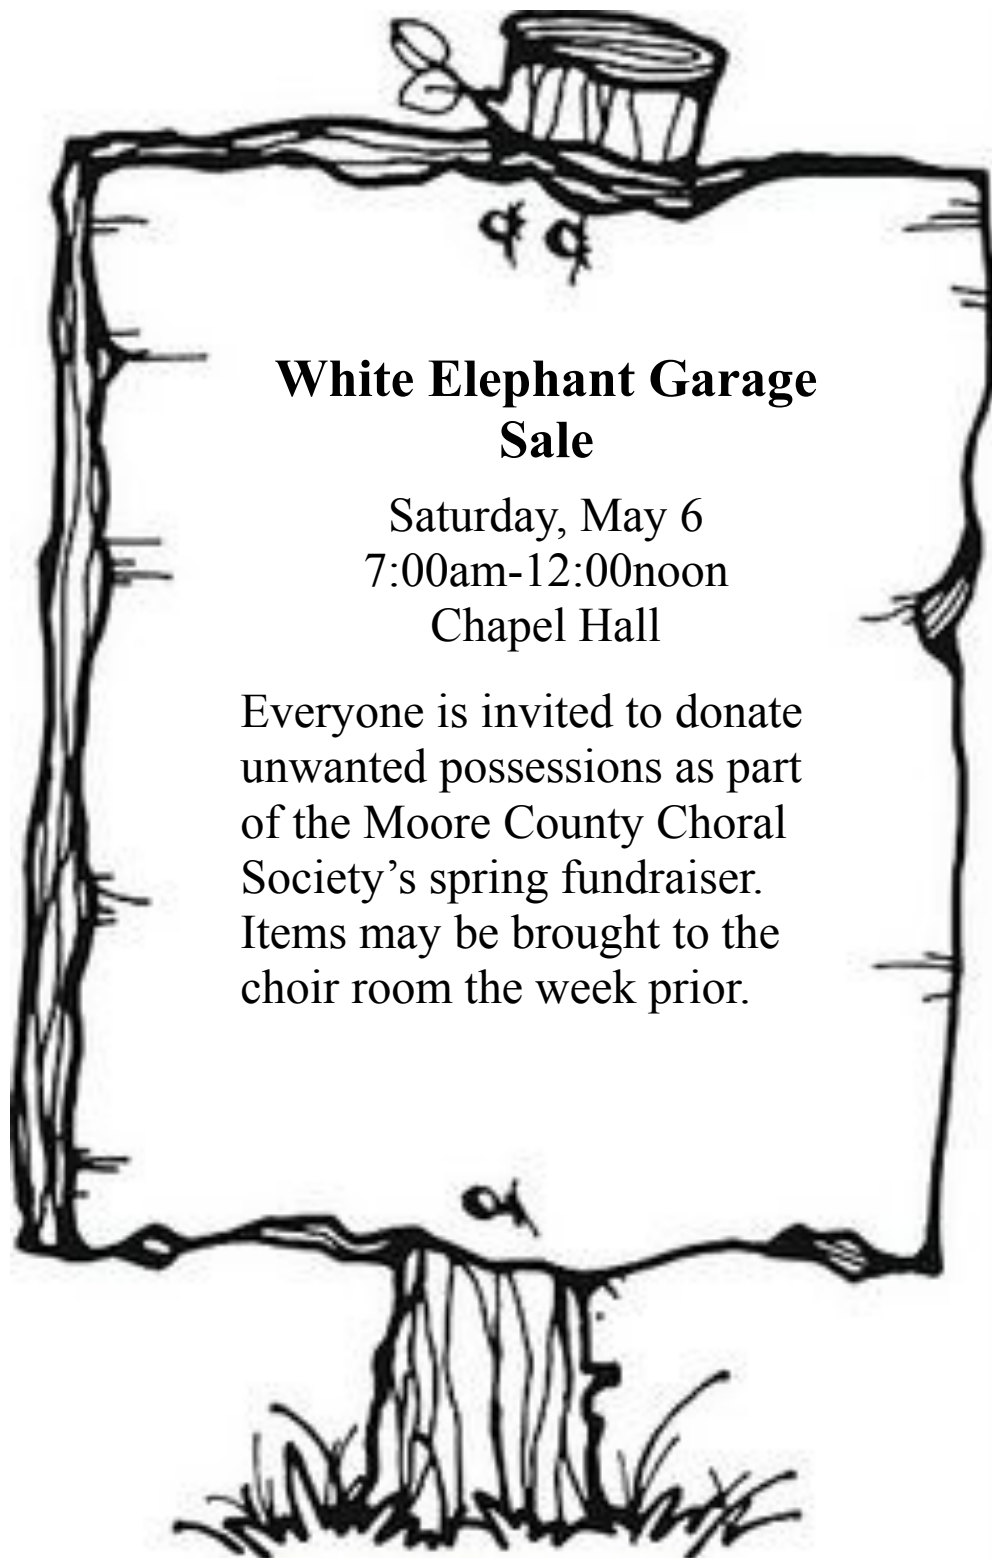 White Elephant Garage
Sale
Saturday, May 6
7:00am-12:00noon
Chapel Hall
Everyone is invited to donate
unwanted possessions as part
of the Moore County Choral
Society’s spring fundraiser.
Items may be brought to the
choir room the week prior.